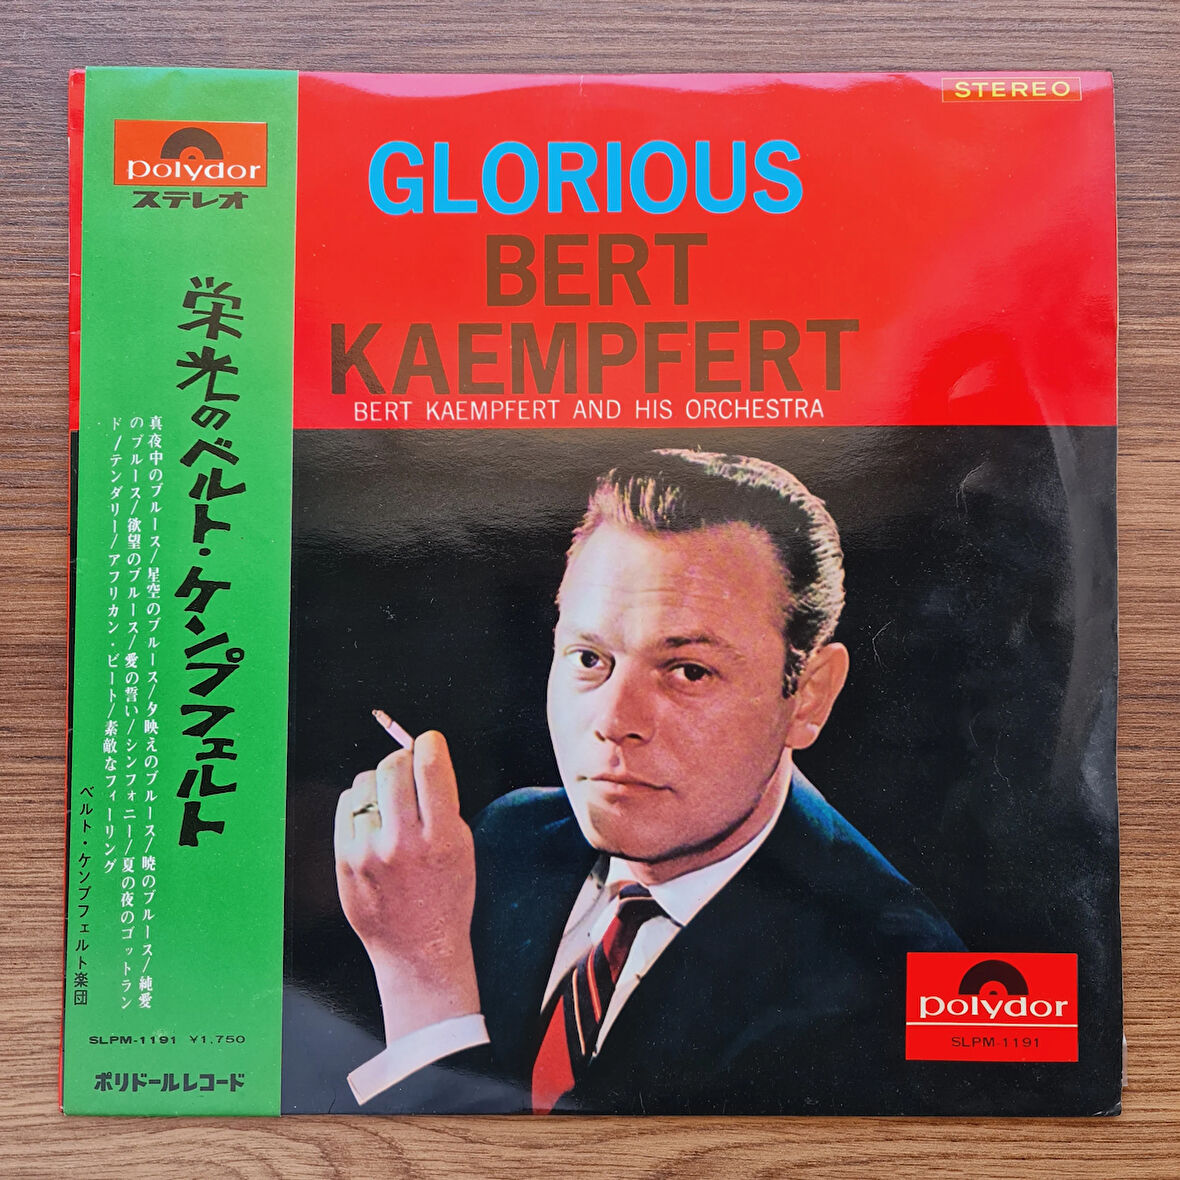 polydor
ステレオ
栄光のベルト・ケンプフェルト
真夜中のブルース/星空のブルース/夕映えのブルース/暁のブルース/純愛
のブルース/欲望のブルース/愛の誓い/シンフォニー/夏の夜のゴットラン
ド/テンダリー/アフリカン・ビート/素敵なフィーリング
ベルト・ケンプフェルト楽団
SLPM-1191 ¥1,750
ポリドールレコード
STEREO
GLORIOUS
BERT
KAEMPFERT
BERT KAEMPFERT AND HIS ORCHESTRA
polydor
SLPM-1191